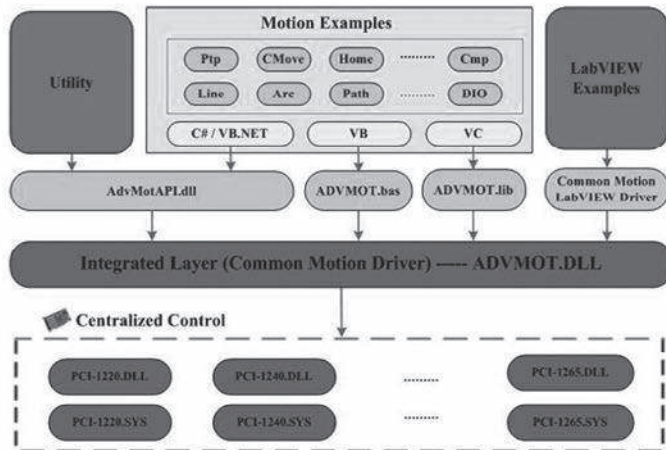 Motion Examples
Utility
Ptp CMove Home ········ Cmp
Line Arc Path ········ DIO
C# / VB.NET VB VC
LabVIEW
Examples
AdvMotAPI.dll ADVMOT.bas ADVMOT.lib
Common Motion
LabVIEW Driver
Integrated Layer (Common Motion Driver) ----- ADVMOT.DLL
Centralized Control
PCI-1220.DLL PCI-1240.DLL ········ PCI-1265.DLL
PCI-1220.SYS PCI-1240.SYS ········ PCI-1265.SYS